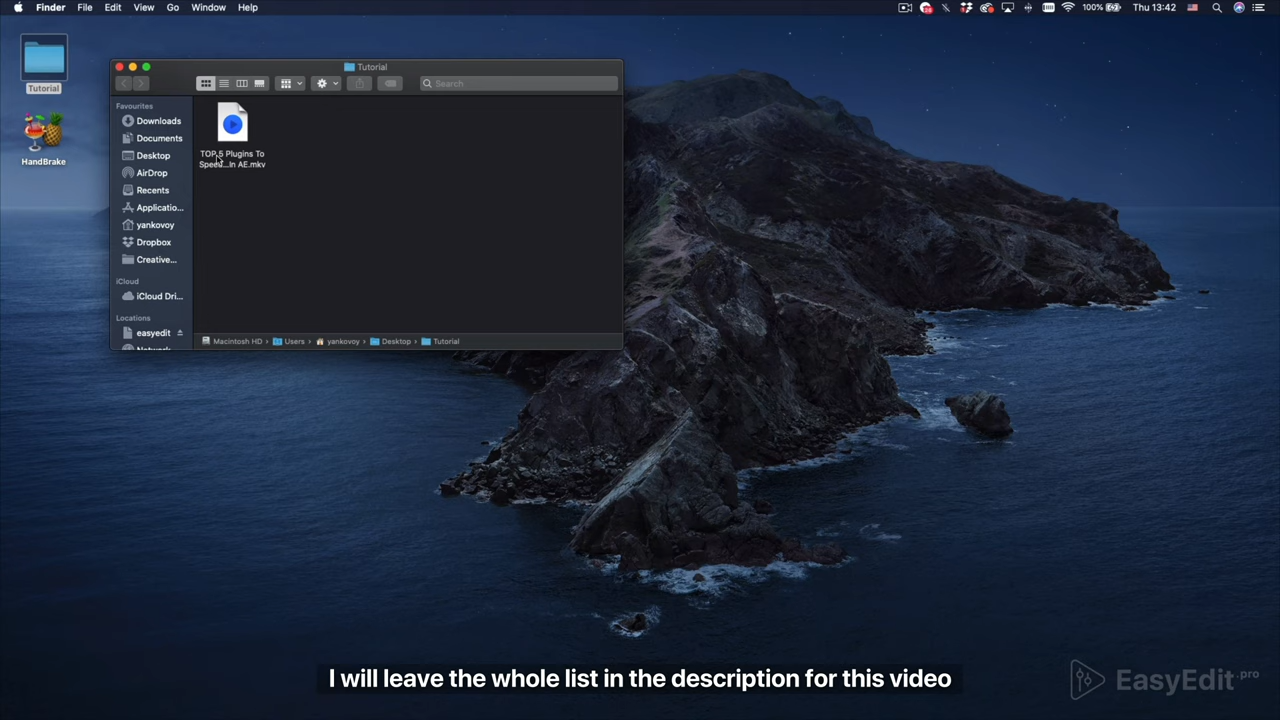 Finder File Edit View Go Window Help
100% Thu 13:42
Tutorial
HandBrake
Tutorial
Search
Favourites
Downloads
Documents
Desktop
AirDrop
Recents
Applicatio...
yankovoy
Dropbox
Creative...
iCloud
iCloud Dri...
Locations
easyedit
TOP 5 Plugins To
Speed...In AE.mkv
Macintosh HD › Users › yankovoy › Desktop › Tutorial
I will leave the whole list in the description for this video
EasyEdit.pro